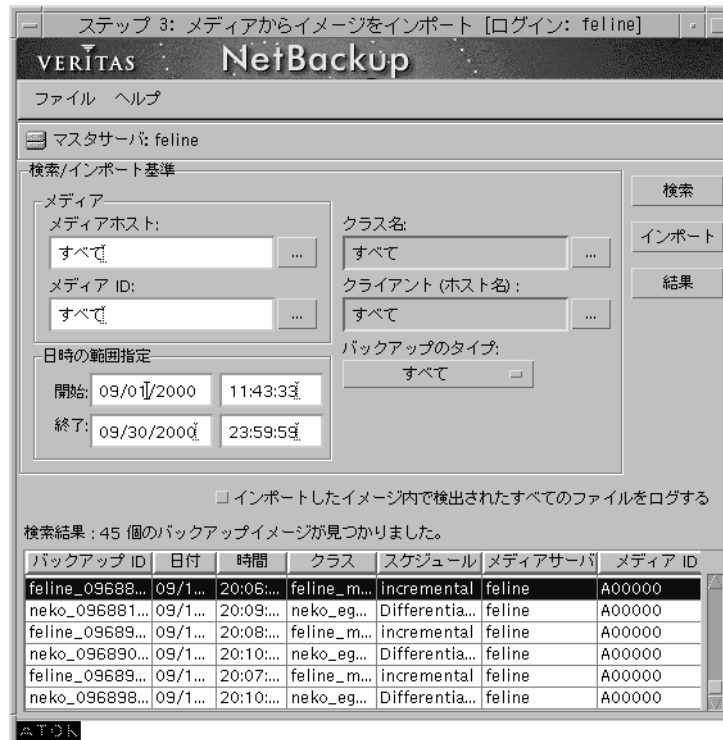 ステップ 3: メディアからイメージをインポート [ログイン: feline]
VERITAS NetBackup
ファイル ヘルプ
マスタサーバ: feline
検索/インポート基準
メディア
メディアホスト:
すべて ...
メディア ID:
すべて ...
クラス名:
すべて ...
クライアント (ホスト名) :
すべて ...
バックアップのタイプ:
すべて
日時の範囲指定
開始: 09/01/2000 11:43:33
終了: 09/30/2000 23:59:59
検索
インポート
結果
インポートしたイメージ内で検出されたすべてのファイルをログする
検索結果 : 45 個のバックアップイメージが見つかりました。
バックアップ ID 日付 時間 クラス スケジュール メディアサーバ メディア ID
feline_09688... 09/1... 20:06:... feline_m... incremental feline A00000
neko_096881... 09/1... 20:09:... neko_eg... Differentia... feline A00000
feline_09689... 09/1... 20:08:... feline_m... incremental feline A00000
neko_096890... 09/1... 20:10:... neko_eg... Differentia... feline A00000
feline_09689... 09/1... 20:07:... feline_m... incremental feline A00000
neko_096898... 09/1... 20:10:... neko_eg... Differentia... feline A00000
ATOK